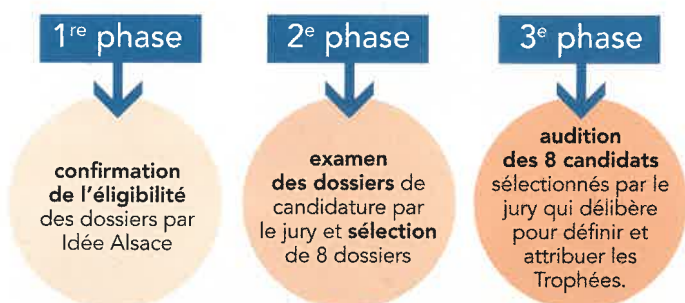 1re phase
confirmation
de l'éligibilité
des dossiers par
Idée Alsace
2e phase
examen
des dossiers de
candidature par
le jury et sélection
de 8 dossiers
3e phase
audition
des 8 candidats
sélectionnés par le
jury qui délibère
pour définir et
attribuer les
Trophées.